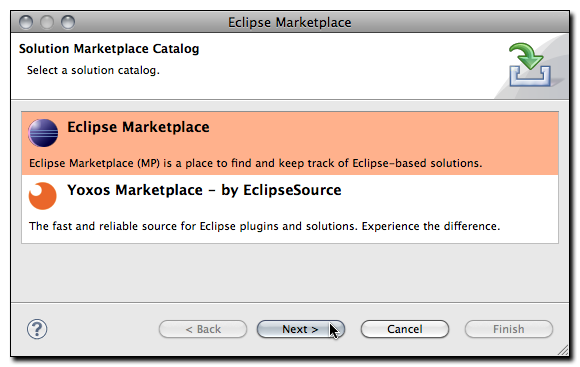 Eclipse Marketplace
Solution Marketplace Catalog
Select a solution catalog.
Eclipse Marketplace
Eclipse Marketplace (MP) is a place to find and keep track of Eclipse-based solutions.
Yoxos Marketplace - by EclipseSource
The fast and reliable source for Eclipse plugins and solutions. Experience the difference.
? < Back Next > Cancel Finish